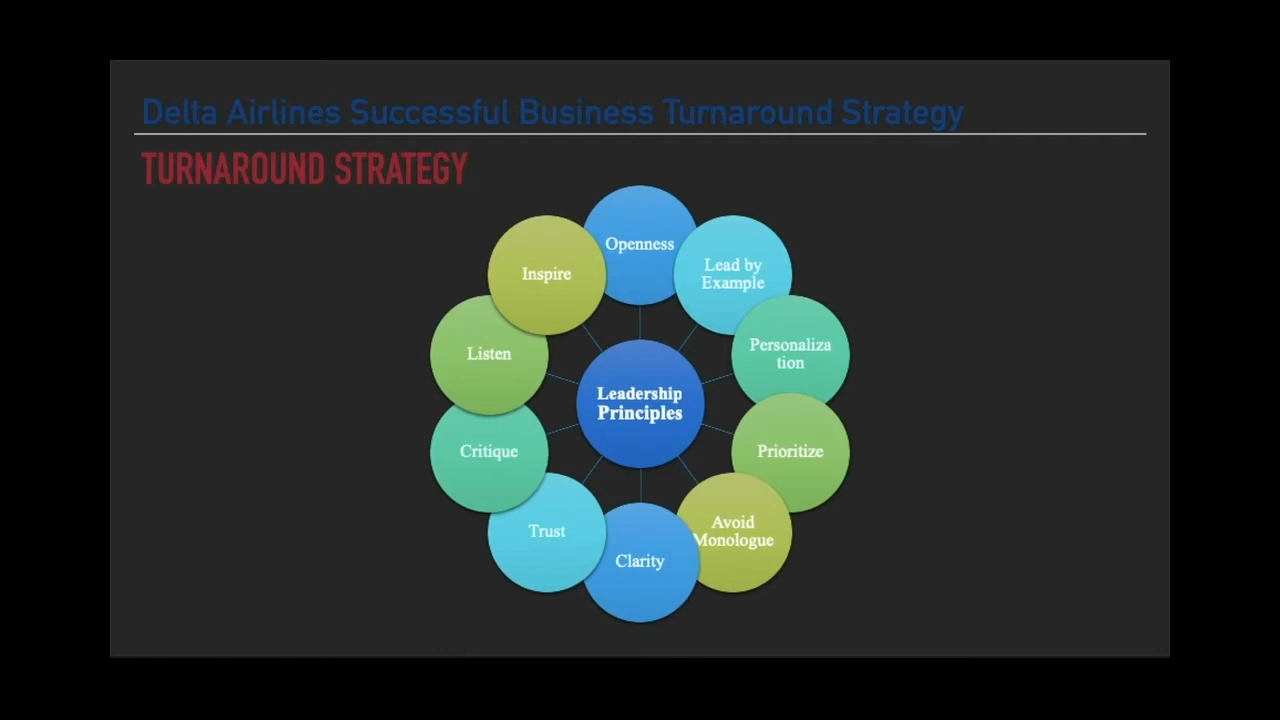 Delta Airlines Successful Business Turnaround Strategy
TURNAROUND STRATEGY
Openness
Lead by
Example
Personaliza
tion
Prioritize
Avoid
Monologue
Clarity
Trust
Critique
Listen
Inspire
Leadership
Principles